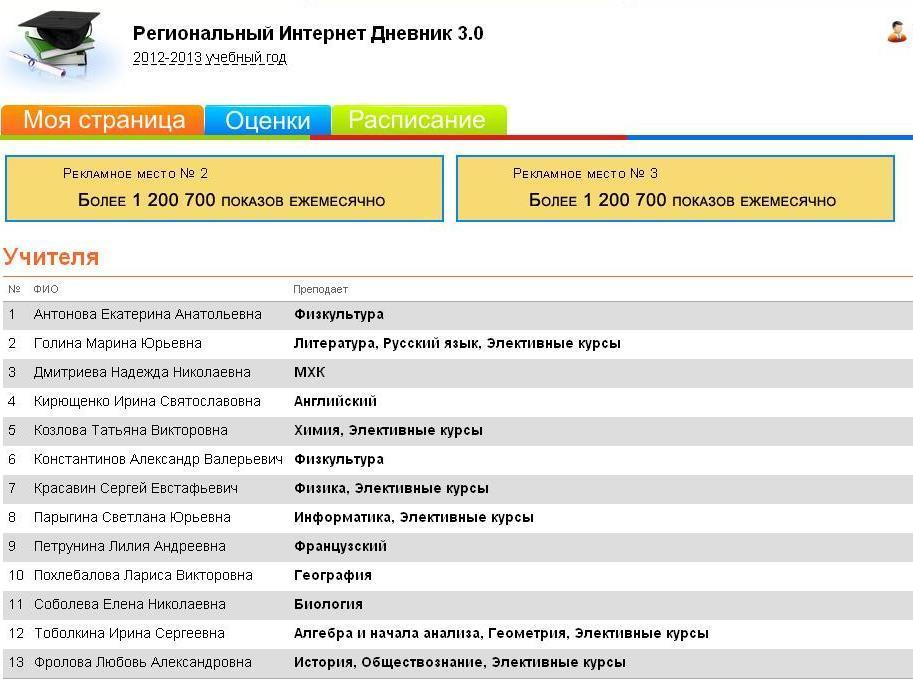 Региональный Интернет Дневник 3.0
2012-2013 учебный год
Моя страница Оценки Расписание
Рекламное место № 2
Более 1 200 700 показов ежемесячно
Рекламное место № 3
Более 1 200 700 показов ежемесячно
Учителя
№ ФИО Преподает
1 Антонова Екатерина Анатольевна Физкультура
2 Голина Марина Юрьевна Литература, Русский язык, Элективные курсы
3 Дмитриева Надежда Николаевна МХК
4 Кирющенко Ирина Святославовна Английский
5 Козлова Татьяна Викторовна Химия, Элективные курсы
6 Константинов Александр Валерьевич Физкультура
7 Красавин Сергей Евстафьевич Физика, Элективные курсы
8 Парыгина Светлана Юрьевна Информатика, Элективные курсы
9 Петрунина Лилия Андреевна Французский
10 Похлебалова Лариса Викторовна География
11 Соболева Елена Николаевна Биология
12 Тоболкина Ирина Сергеевна Алгебра и начала анализа, Геометрия, Элективные курсы
13 Фролова Любовь Александровна История, Обществознание, Элективные курсы